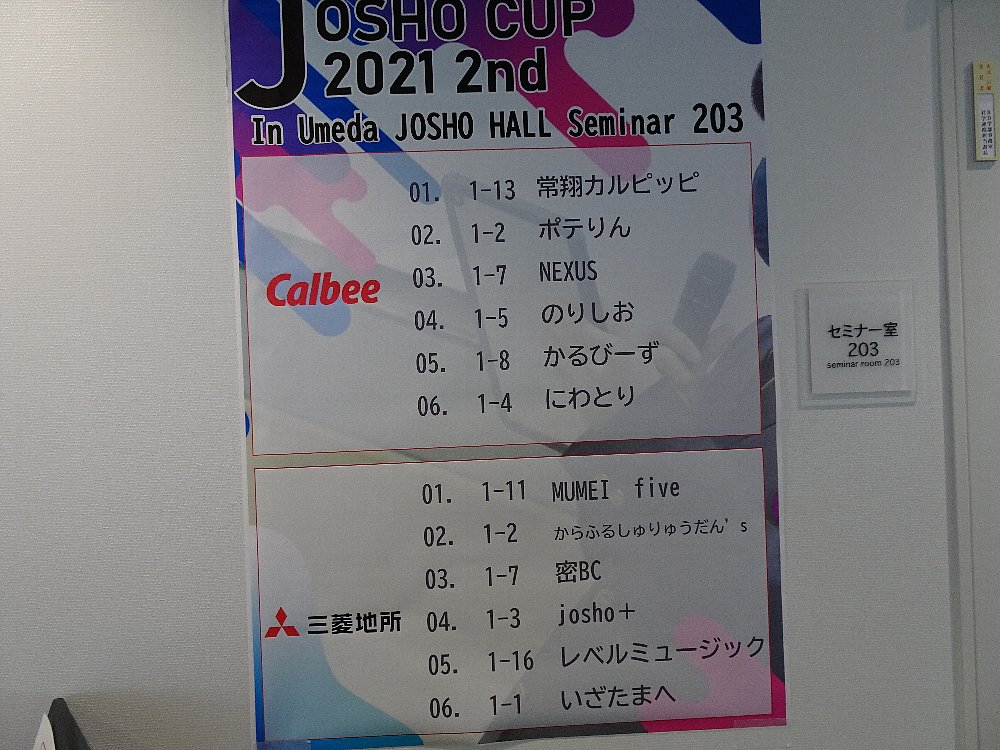 JOSHO CUP
2021 2nd
In Umeda JOSHO HALL Seminar 203
Calbee
01. 1-13 常翔カルピッピ
02. 1-2 ポテりん
03. 1-7 NEXUS
04. 1-5 のりしお
05. 1-8 かるびーず
06. 1-4 にわとり
三菱地所
01. 1-11 MUMEI five
02. 1-2 からふるしゅりゅうだん's
03. 1-7 密BC
04. 1-3 josho＋
05. 1-16 レベルミュージック
06. 1-1 いざたまへ
セミナー室
203
seminar room 203